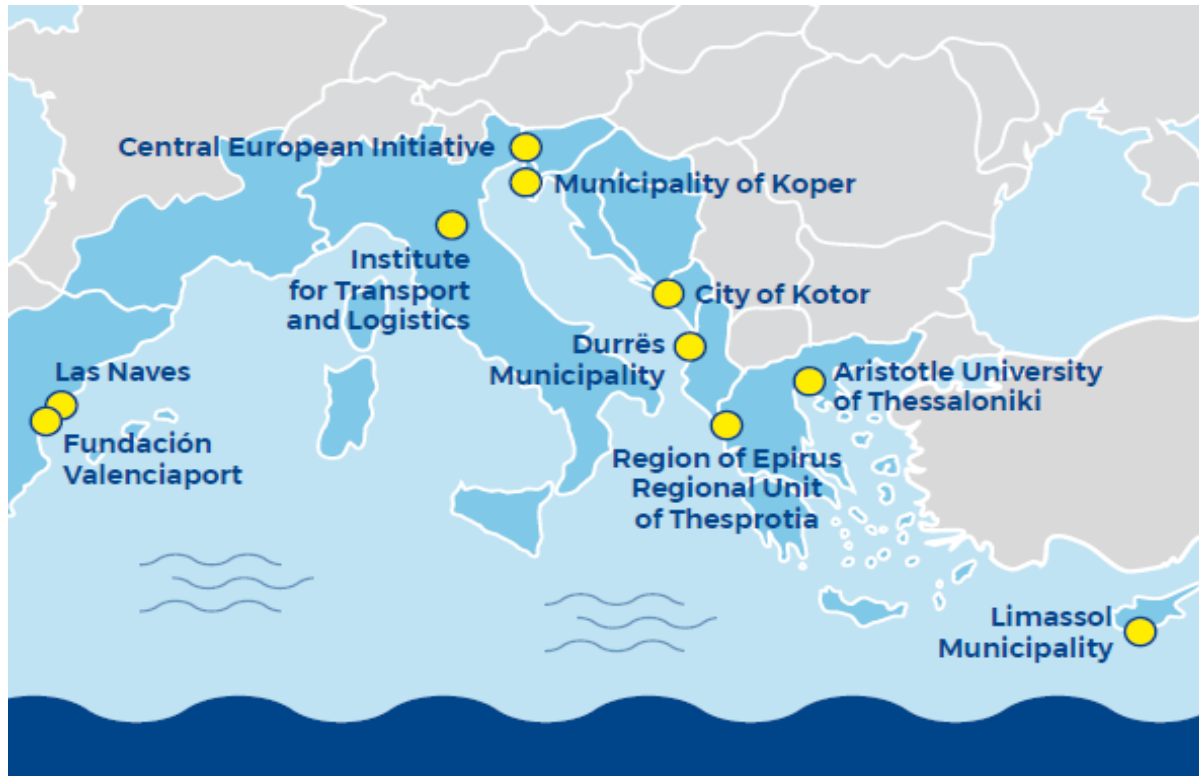 Central European Initiative
Municipality of Koper
Institute
for Transport
and Logistics
City of Kotor
Durrës
Municipality
Las Naves
Aristotle University
of Thessaloniki
Fundación
Valenciaport
Region of Epirus
Regional Unit
of Thesprotia
Limassol
Municipality